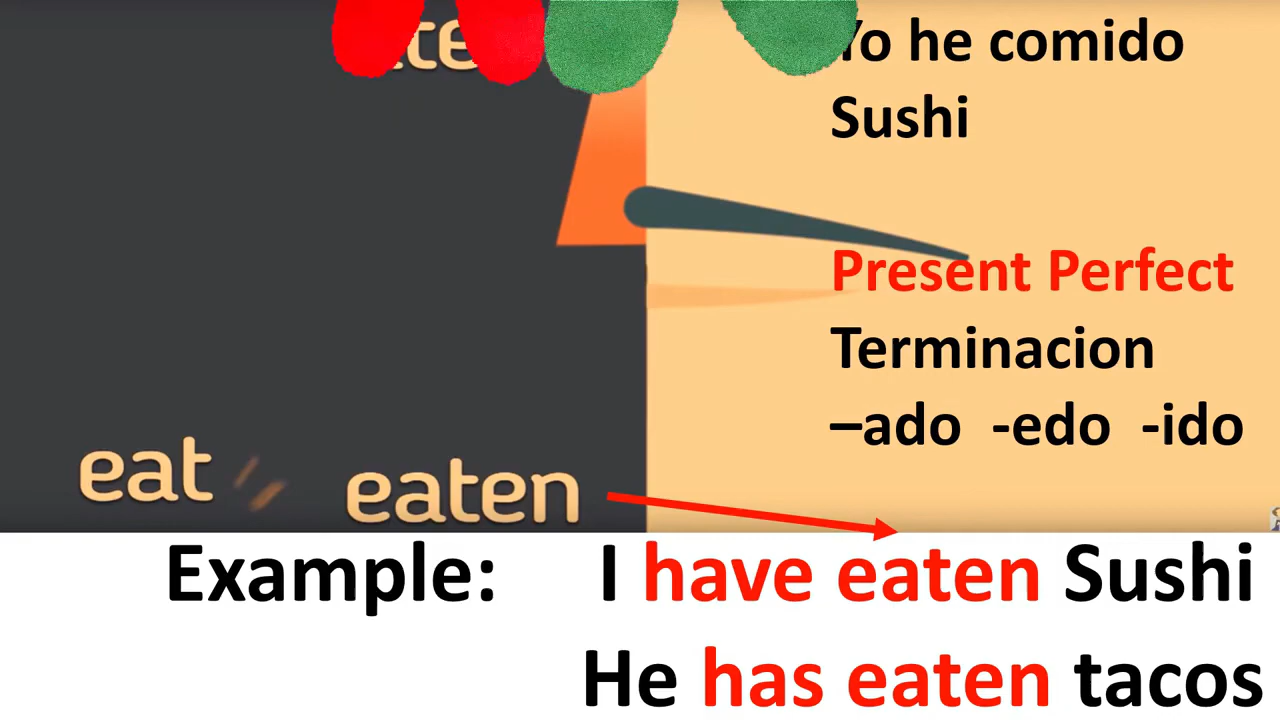 Yo he comido
Sushi
Present Perfect
Terminacion
–ado -edo -ido
eat eaten
Example: I have eaten Sushi
He has eaten tacos